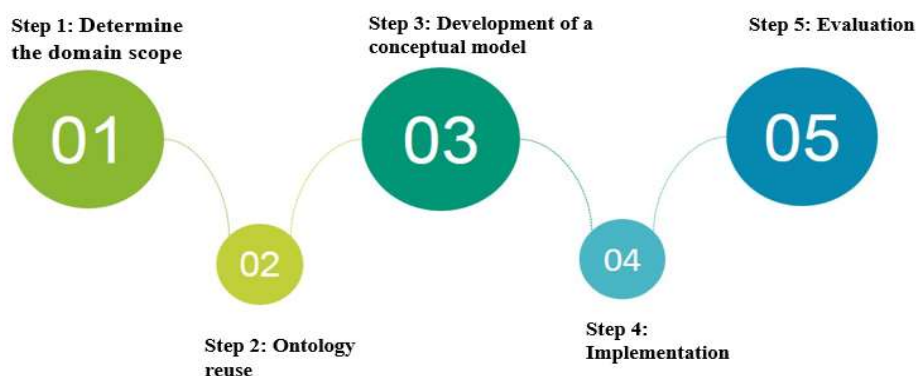 Step 1: Determine
the domain scope
01
02
Step 2: Ontology
reuse
Step 3: Development of a
conceptual model
03
04
Step 4:
Implementation
Step 5: Evaluation
05